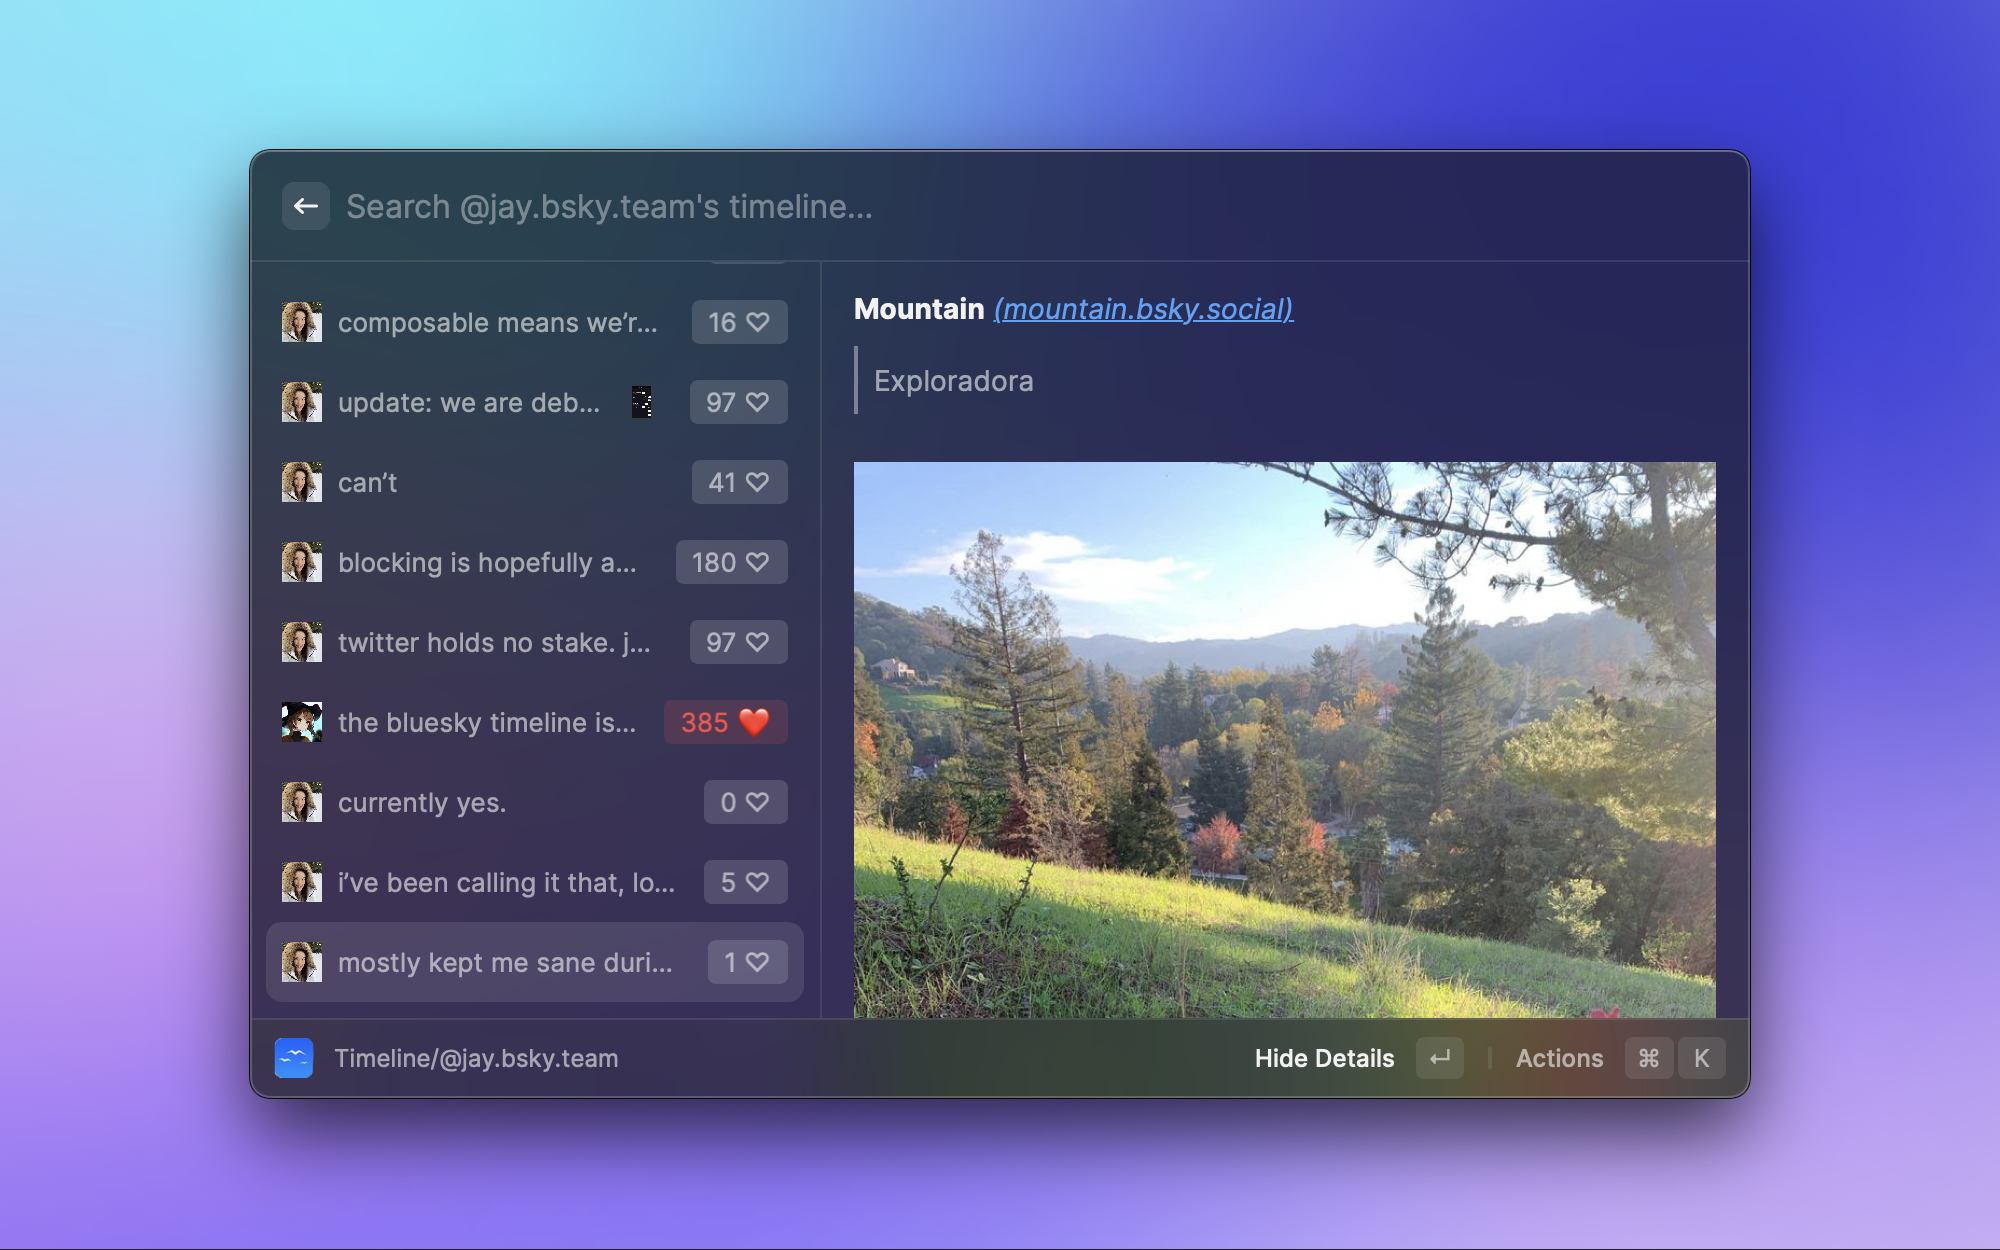 Search @jay.bsky.team's timeline...
composable means we’r... 16
update: we are deb... 97
can’t 41
blocking is hopefully a... 180
twitter holds no stake. j... 97
the bluesky timeline is... 385
currently yes. 0
i’ve been calling it that, lo... 5
mostly kept me sane duri... 1
Mountain (mountain.bsky.social)
Exploradora
Timeline/@jay.bsky.team
Hide Details ↵ Actions ⌘ K